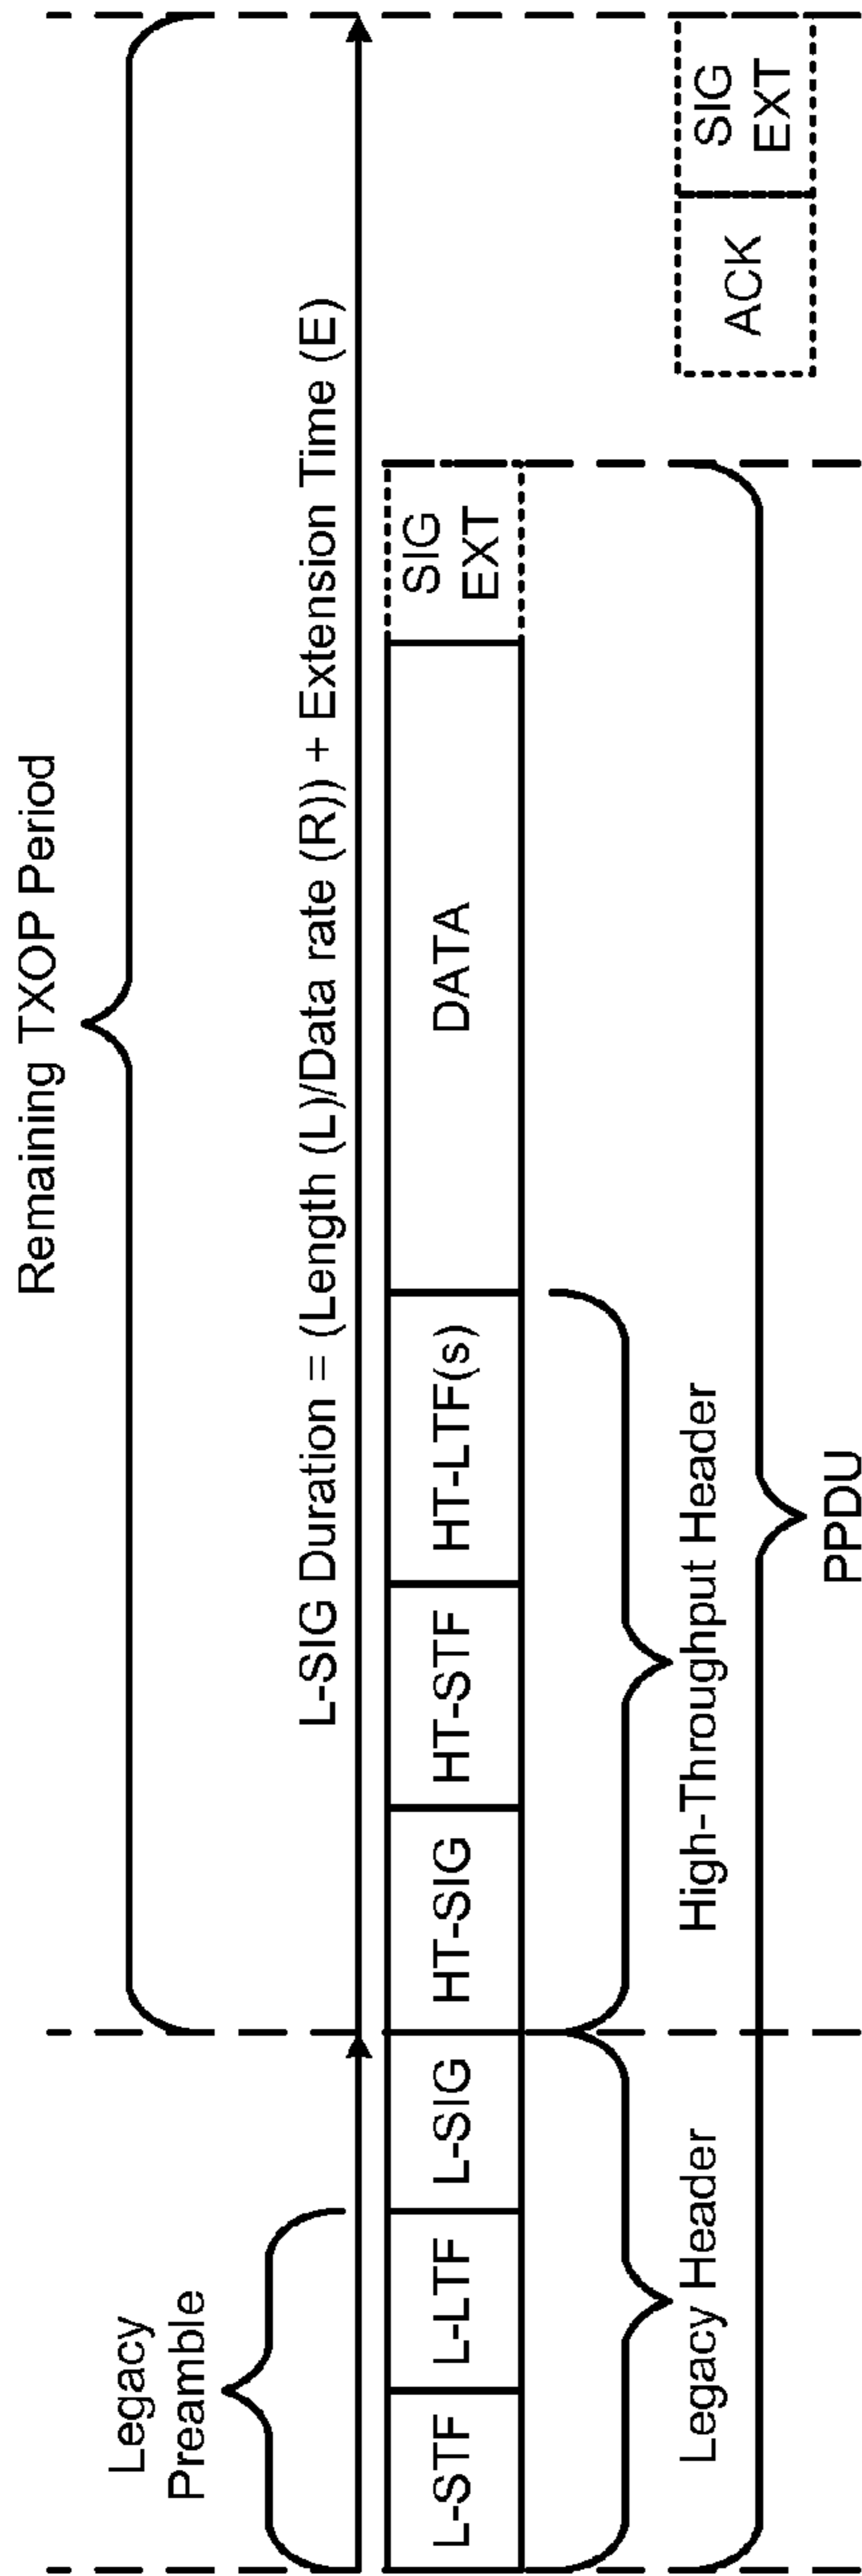 Remaining TXOP Period
Legacy
Preamble
L-SIG Duration = (Length (L)/Data rate (R)) + Extension Time (E)
L-STF
L-LTF
L-SIG
HT-SIG
HT-STF
HT-LTF(s)
DATA
SIG
EXT
Legacy Header
High-Throughput Header
ACK
SIG
EXT
PPDU